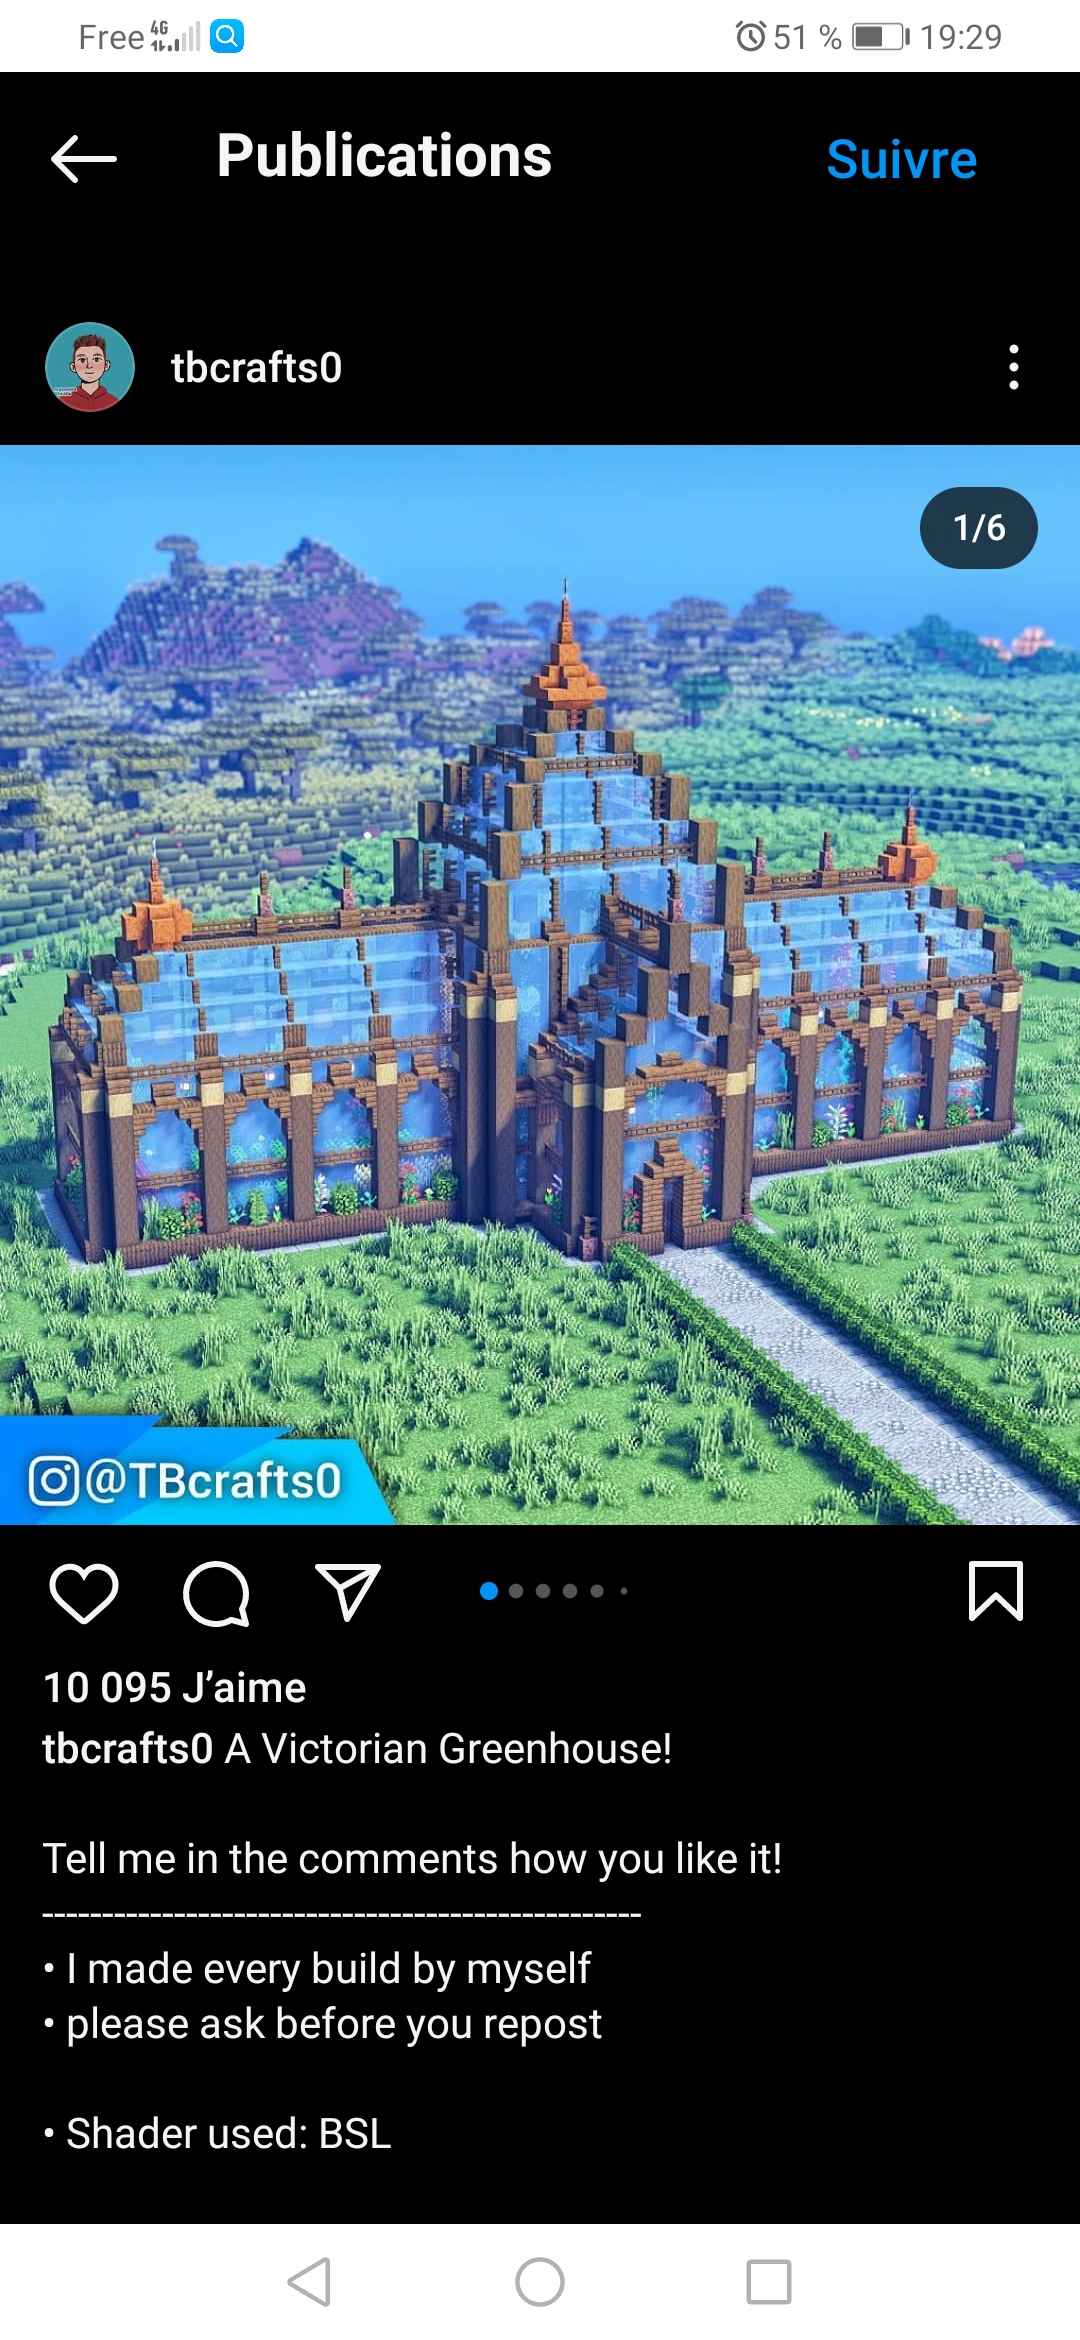 Free 4G 51 % 19:29
Publications Suivre
tbcrafts0
1/6
@TBcrafts0
10 095 J’aime
tbcrafts0 A Victorian Greenhouse!
Tell me in the comments how you like it!
--------------------------------------------------
• I made every build by myself
• please ask before you repost
• Shader used: BSL